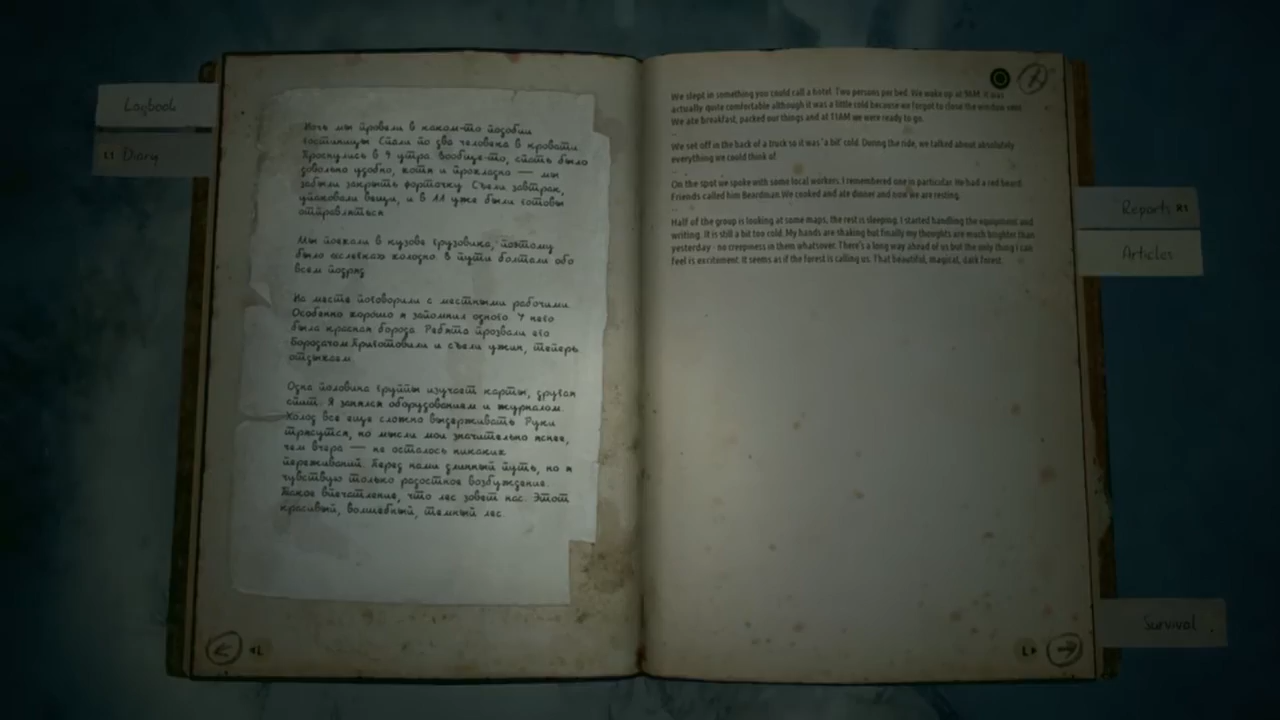 Logbook
L1 Diary
Ночь мы провели в каком-то подобии
гостиницы. Спали по два человека в кровати
Проснулись в 9 утра. Вообще-то, спать было
довольно удобно, хотя и прохладно — мы
забыли закрыть форточку. Съели завтрак,
упаковали вещи, и в 11 уже были готовы
отправляться
Мы поехали в кузове грузовика, поэтому
было холодно. В пути болтали обо
всем подряд
На месте поговорили с местными рабочими.
Особенно хорошо я запомнил одного. У него
была красная борода. Ребята прозвали его
Бородачом. Приготовили и съели ужин, теперь
отдыхаем
Одна половина группы изучает карты, другая
спит. Я занялся оборудованием и журналом.
Холод все еще сложно выдерживать. Руки
трясутся, но мысли мои значительно яснее,
чем вчера — не осталось никаких
переживаний. Перед нами длинный путь, но я
чувствую только радостное возбуждение.
Такое впечатление, что лес зовет нас. Этот
красивый, волшебный, темный лес
We slept in something you could call a hotel. Two persons per bed. We woke up at 9AM. It was
actually quite comfortable although it was a little cold because we forgot to close the window vent.
We ate breakfast, packed our things and at 11AM we were ready to go.
...
We set off in the back of a truck so it was 'a bit' cold. During the ride, we talked about absolutely
everything we could think of.
...
On the spot we spoke with some local workers. I remembered one in particular. He had a red beard.
Friends called him Beardman. We cooked and ate dinner and now we are resting.
...
Half of the group is looking at some maps, the rest is sleeping. I started handling the equipment and
writing. It is still a bit too cold. My hands are shaking but finally my thoughts are much brighter than
yesterday - no creepiness in them whatsover. There's a long way ahead of us but the only thing I can
feel is excitement. It seems as if the forest is calling us. That beautiful, magical, dark forest.
Reports R1
Articles
Survival
L
L